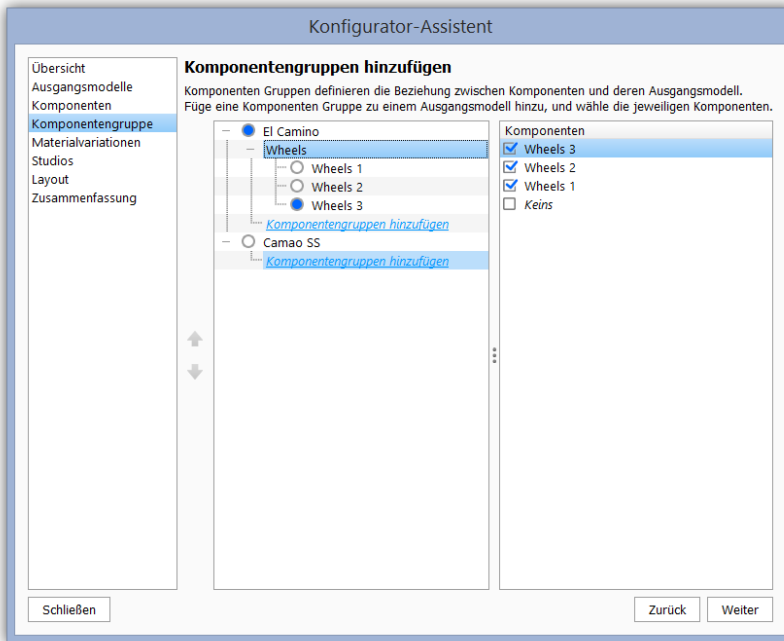 Konfigurator-Assistent
Übersicht
Ausgangsmodelle
Komponenten
Komponentengruppe
Materialvariationen
Studios
Layout
Zusammenfassung
Komponentengruppen hinzufügen
Komponenten Gruppen definieren die Beziehung zwischen Komponenten und deren Ausgangsmodell.
Füge eine Komponenten Gruppe zu einem Ausgangsmodell hinzu, und wähle die jeweiligen Komponenten.
El Camino
Wheels
Wheels 1
Wheels 2
Wheels 3
Komponentengruppen hinzufügen
Camao SS
Komponentengruppen hinzufügen
Komponenten
Wheels 3
Wheels 2
Wheels 1
Keins
Schließen
Zurück
Weiter